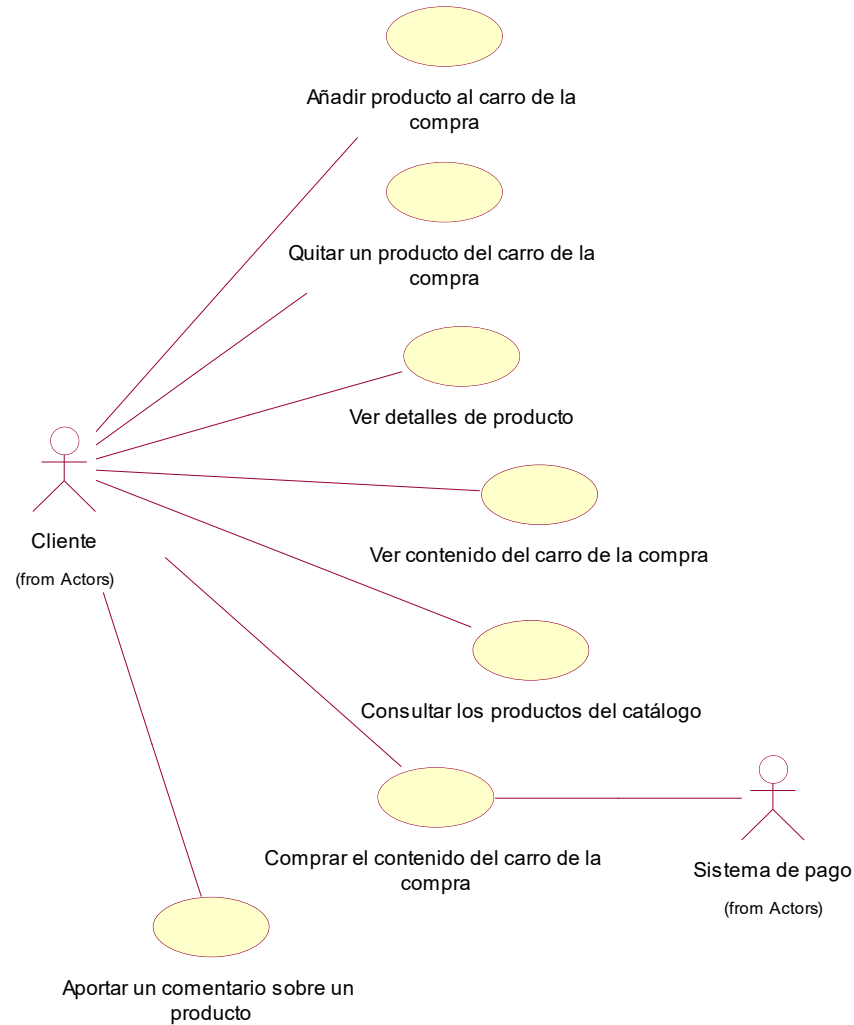 Añadir producto al carro de la
compra
Quitar un producto del carro de la
compra
Ver detalles de producto
Cliente
(from Actors)
Ver contenido del carro de la compra
Consultar los productos del catálogo
Comprar el contenido del carro de la
compra
Sistema de pago
(from Actors)
Aportar un comentario sobre un
producto